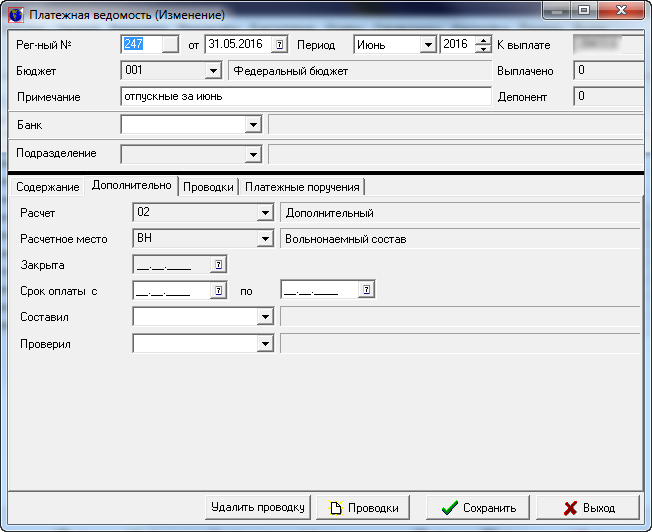 Платежная ведомость (Изменение)
Рег-ный № 247 от 31.05.2016 ? Период Июнь 2016 К выплате
Бюджет 001 Федеральный бюджет Выплачено 0
Примечание отпускные за июнь Депонент 0
Банк
Подразделение
Содержание Дополнительно Проводки Платежные поручения
Расчет 02 Дополнительный
Расчетное место ВН Вольнонаемный состав
Закрыта __.__.____ ?
Срок оплаты с __.__.____ ? по __.__.____ ?
Составил
Проверил
Удалить проводку Проводки Сохранить Выход